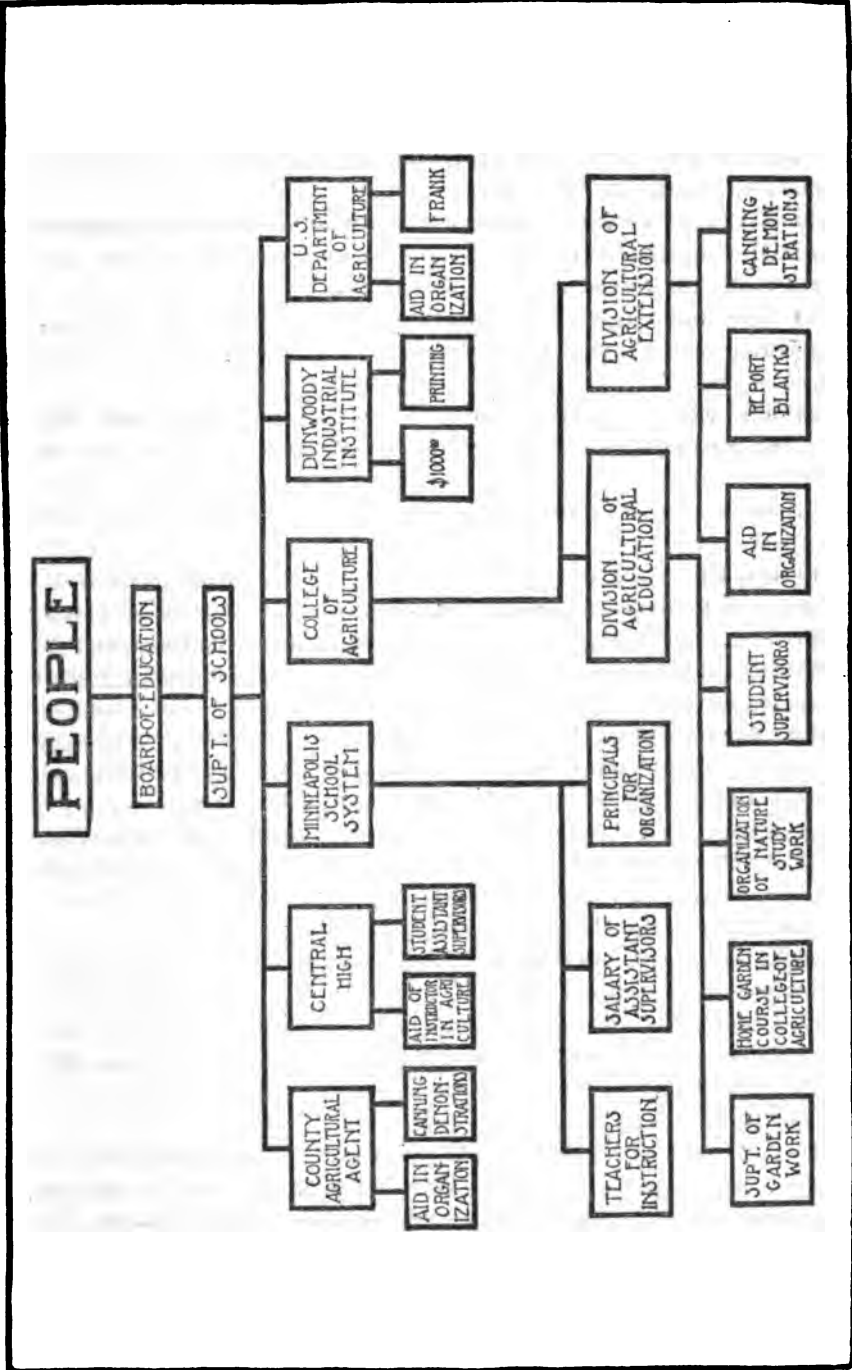 PEOPLE
BOARD-OF-EDUCATION
SUP'T. OF SCHOOLS
COUNTY
AGRICULTURAL
AGENT
CENTRAL
HIGH
MINNEAPOLIS
SCHOOL
SYSTEM
COLLEGE
OF
AGRICULTURE
DUNWOODY
INDUSTRIAL
INSTITUTE
U.S.
DEPARTMENT
OF
AGRICULTURE
AID IN
ORGAN
IZATION
CANNING
DEMON-
STRATIONS
AID OF
INSTRUCTOR
IN AGRI
CULTURE
STUDENT
ASSISTANT
SUPERVISORS
$1000⁰⁰
PRINTING
AID IN
ORGAN
IZATION
FRANK
TEACHERS
FOR
INSTRUCTION
SALARY OF
ASSISTANT
SUPERVISORS
PRINCIPALS
FOR
ORGANIZATION
DIVISION OF
AGRICULTURAL
EDUCATION
DIVISION OF
AGRICULTURAL
EXTENSION
SUPT. OF
GARDEN
WORK
HOME GARDEN
COURSE IN
COLLEGE-OF
AGRICULTURE
ORGANIZATION
OF NATURE
STUDY
WORK
STUDENT
SUPERVISORS
AID
IN
ORGANIZATION
REPORT
BLANKS
CANNING
DEMON-
STRATIONS